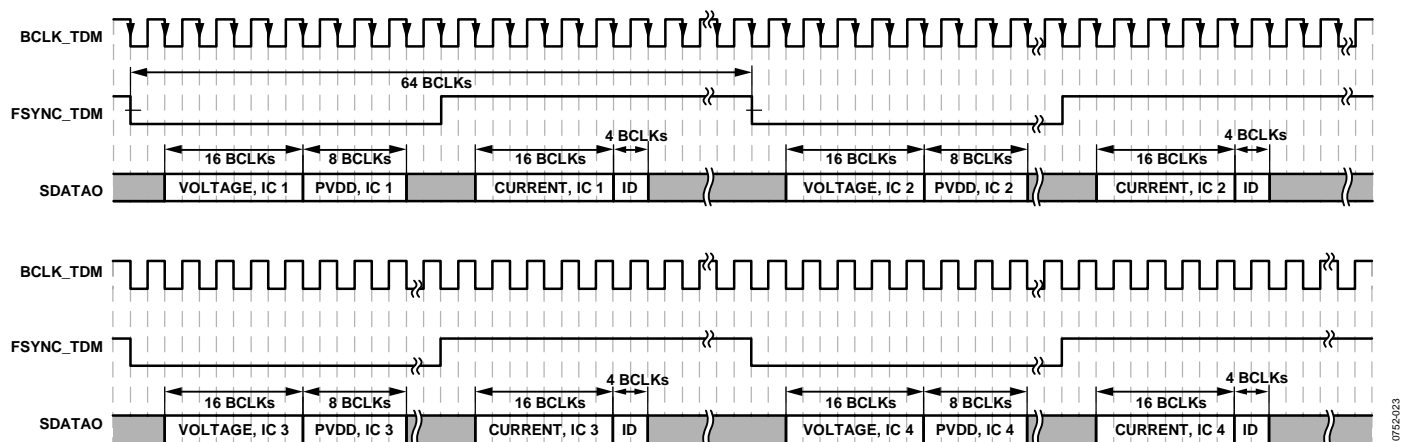 BCLK_TDM
64 BCLKs
FSYNC_TDM
4 BCLKs 4 BCLKs
16 BCLKs 8 BCLKs 16 BCLKs 16 BCLKs 8 BCLKs 16 BCLKs
SDATAO VOLTAGE, IC 1 PVDD, IC 1 CURRENT, IC 1 ID VOLTAGE, IC 2 PVDD, IC 2 CURRENT, IC 2 ID
BCLK_TDM
FSYNC_TDM
4 BCLKs 4 BCLKs
16 BCLKs 8 BCLKs 16 BCLKs 16 BCLKs 8 BCLKs 16 BCLKs
SDATAO VOLTAGE, IC 3 PVDD, IC 3 CURRENT, IC 3 ID VOLTAGE, IC 4 PVDD, IC 4 CURRENT, IC 4 ID
0752-023